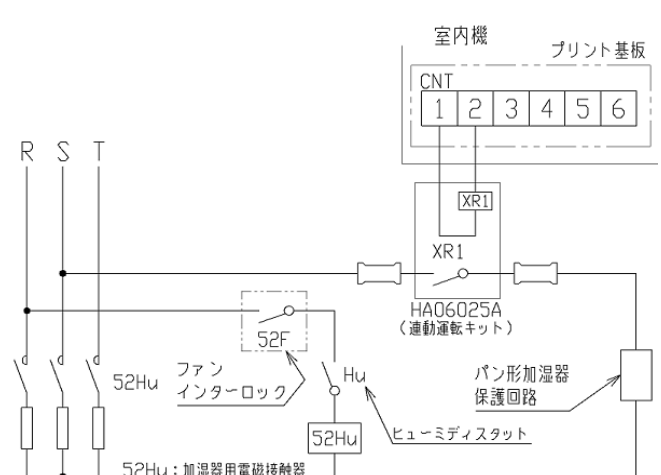 室内機
プリント基板
CNT
1 2 3 4 5 6
R S T
XR1
XR1
HA06025A
(連動運転キット)
52F
ファン
インターロック
52Hu
Hu
パン形加湿器
保護回路
52Hu
ヒューミディスタット
52Hu：加湿器用電磁接触器